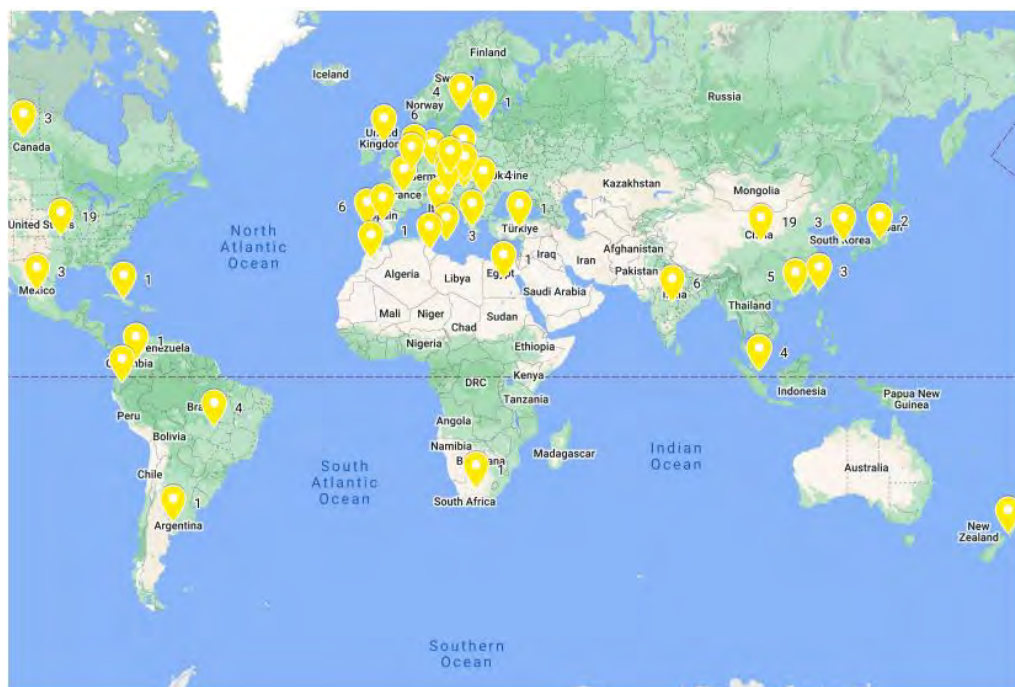 Iceland
Finland
4
Norway
1
Russia
6
United
Kingdom
3
Canada
4
Kazakhstan
Mongolia
19
United States
6
North
Atlantic
Ocean
1
3
Türkiye
1
19
3
South Korea
2
Afghanistan
Iraq
Iran
Pakistan
3
Mexico
1
Algeria
Libya
Egypt
1
Saudi Arabia
6
5
3
Mali
Niger
Chad
Sudan
Thailand
Nigeria
Ethiopia
1
Venezuela
4
DRC
Kenya
Indonesia
Tanzania
Papua New
Guinea
Peru
4
Bolivia
Angola
Namibia
Madagascar
Indian
Ocean
Chile
South
Atlantic
Ocean
1
South Africa
Australia
1
Argentina
New
Zealand
Southern
Ocean